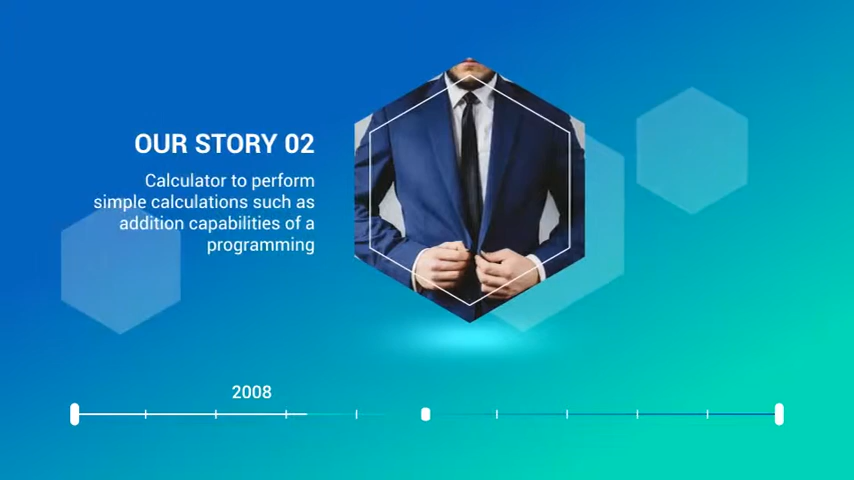 OUR STORY 02
Calculator to perform
simple calculations such as
addition capabilities of a
programming
2008